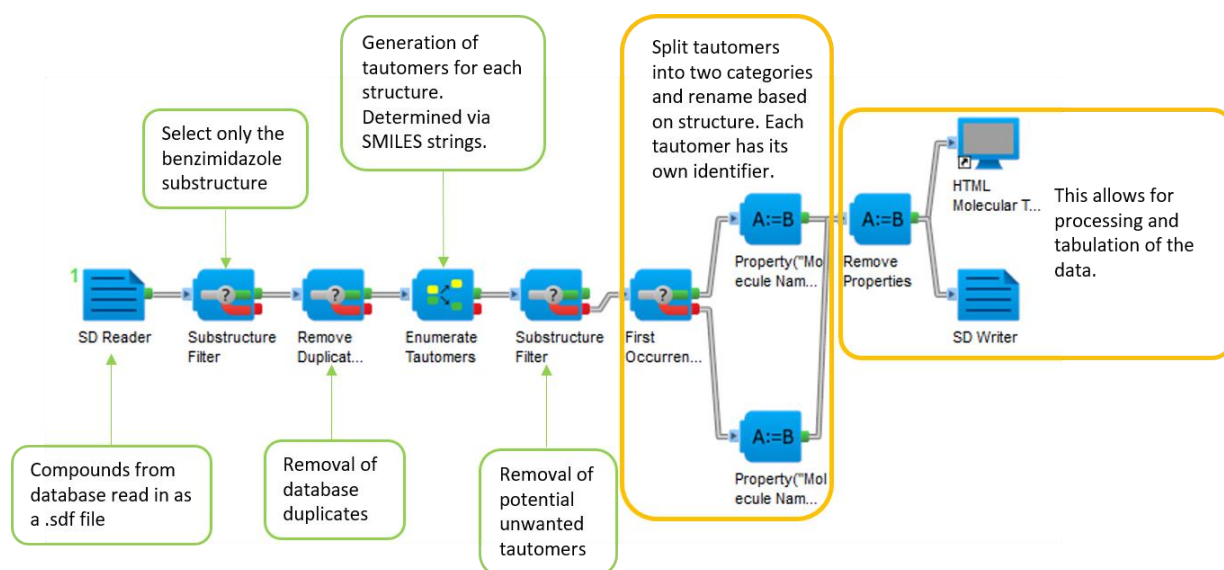 Generation of
tautomers for each
structure.
Determined via
SMILES strings.
Split tautomers
into two categories
and rename based
on structure. Each
tautomer has its
own identifier.
Select only the
benzimidazole
substructure
This allows for
processing and
tabulation of the
data.
1
SD Reader
?
Substructure
Filter
?
Remove
Duplicat...
Enumerate
Tautomers
?
Substructure
Filter
?
First
Occurren...
A:=B
Property("Mol
ecule Nam...
A:=B
Property("Mol
ecule Nam...
A:=B
Remove
Properties
HTML
Molecular T...
SD Writer
Compounds from
database read in as
a .sdf file
Removal of
database
duplicates
Removal of
potential
unwanted
tautomers